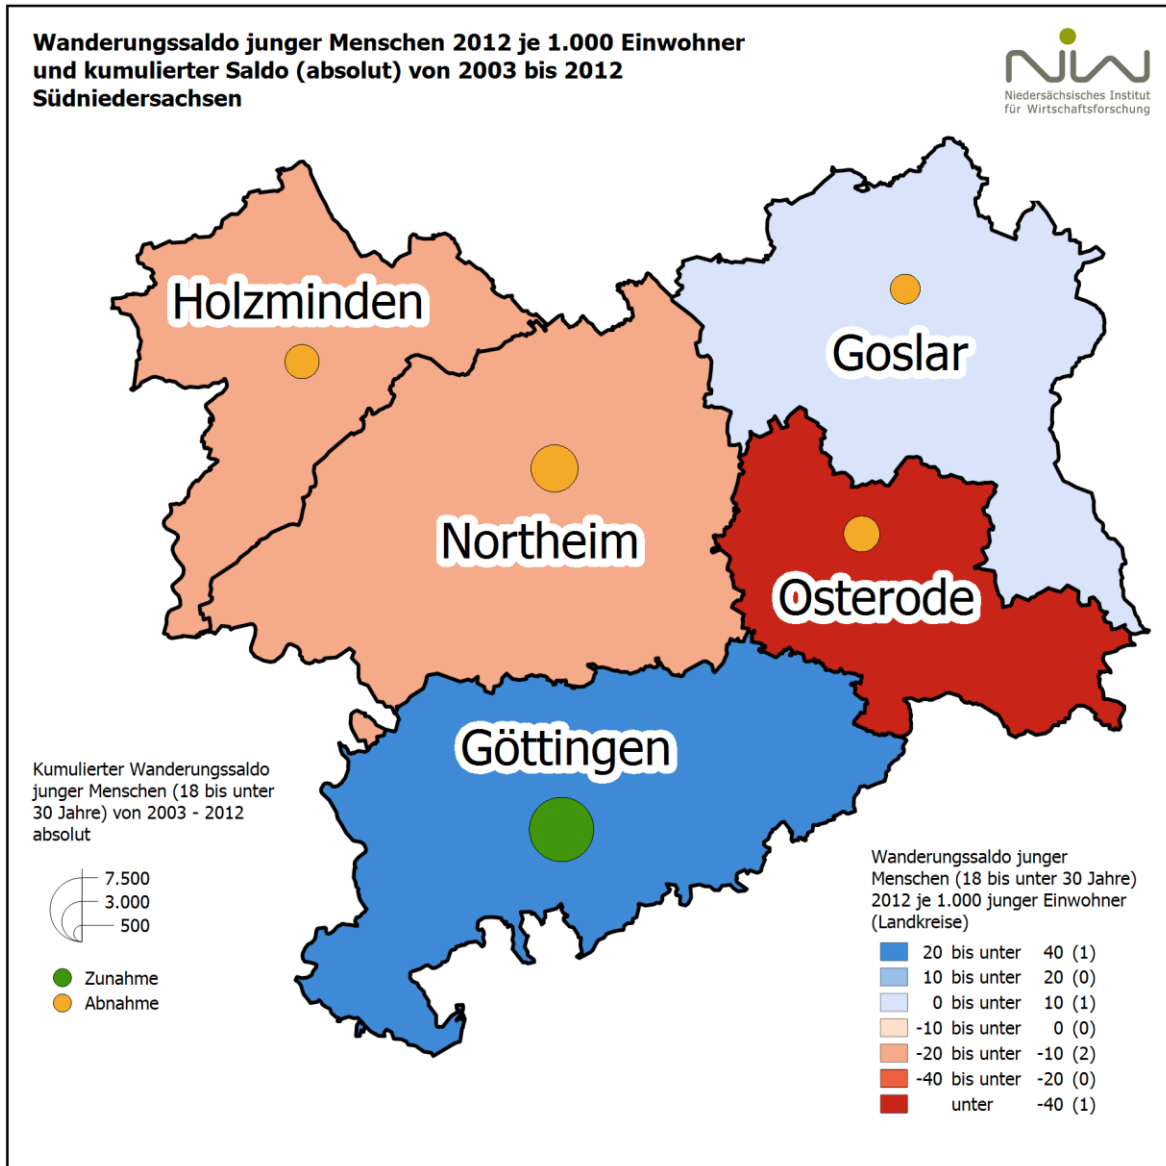 Wanderungssaldo junger Menschen 2012 je 1.000 Einwohner
und kumulierter Saldo (absolut) von 2003 bis 2012
Südniedersachsen
NIW
Niedersächsisches Institut
für Wirtschaftsforschung
Holzminden
Goslar
Northeim
Osterode
Göttingen
Kumulierter Wanderungssaldo
junger Menschen (18 bis unter
30 Jahre) von 2003 - 2012
absolut
7.500
3.000
500
Zunahme
Abnahme
Wanderungssaldo junger
Menschen (18 bis unter 30 Jahre)
2012 je 1.000 junger Einwohner
(Landkreise)
20 bis unter 40 (1)
10 bis unter 20 (0)
0 bis unter 10 (1)
-10 bis unter 0 (0)
-20 bis unter -10 (2)
-40 bis unter -20 (0)
unter -40 (1)